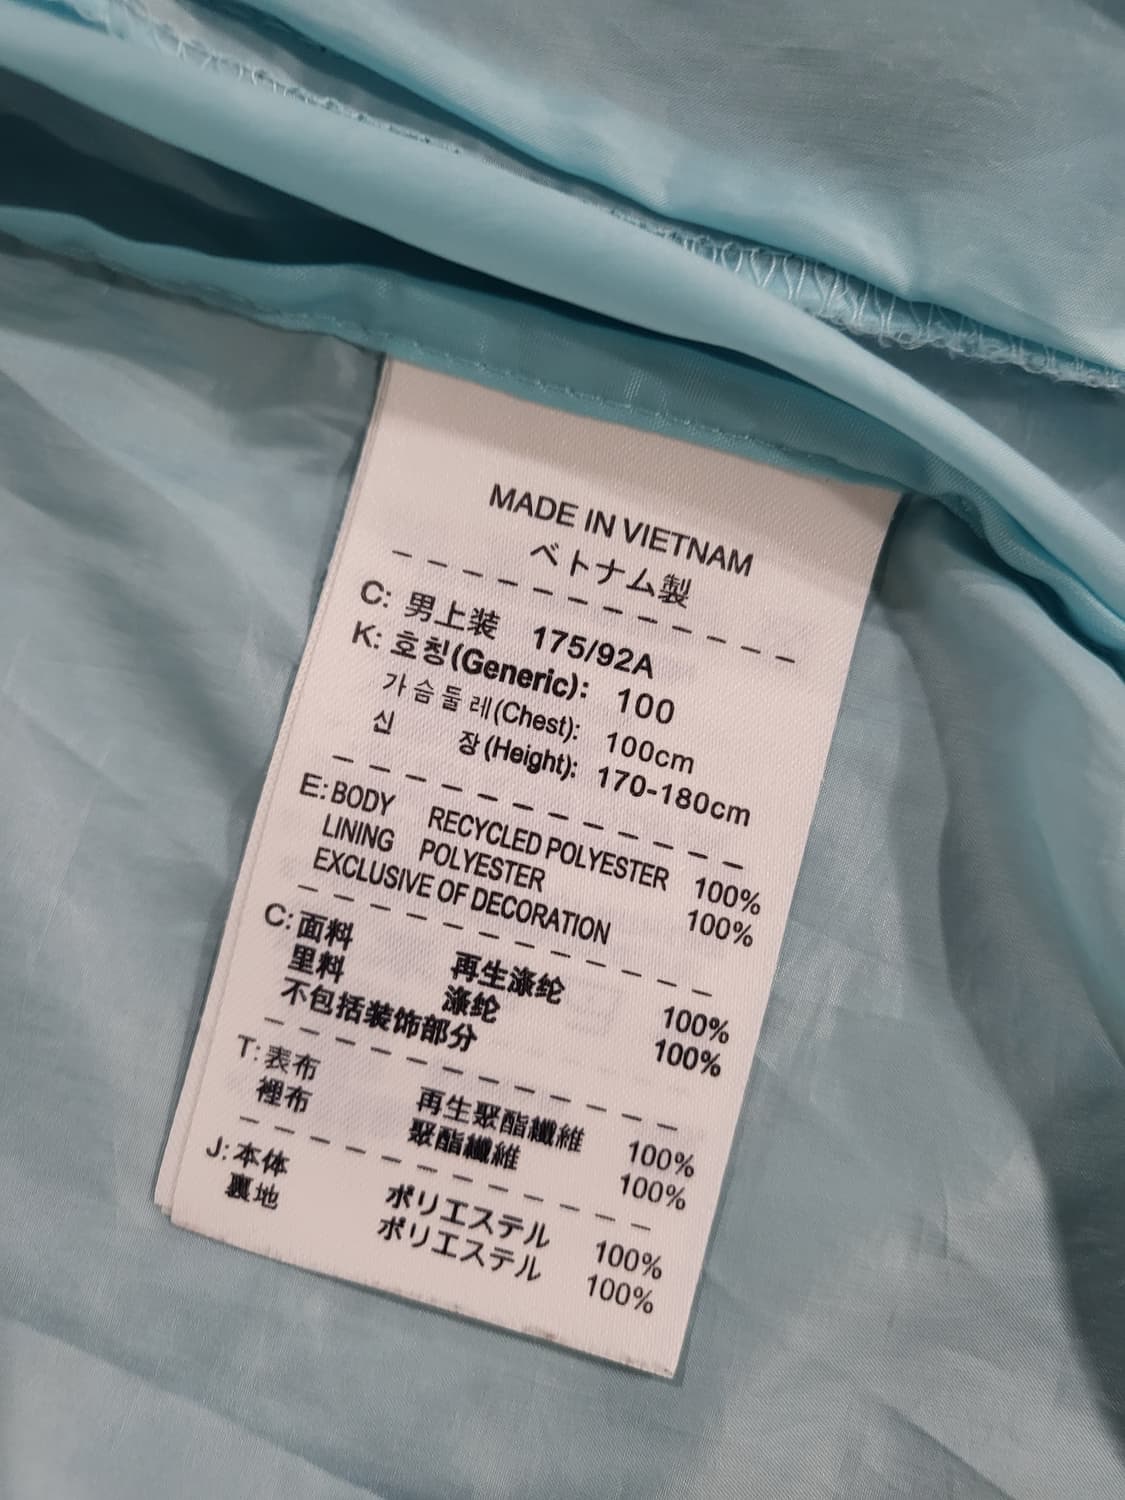 MADE IN VIETNAM
ベトナム製
C: 男上装 175/92A
K: 호칭(Generic): 100
가슴둘레(Chest): 100cm
신 장(Height): 170-180cm
E: BODY RECYCLED POLYESTER 100%
LINING POLYESTER 100%
EXCLUSIVE OF DECORATION
C: 面料 再生涤纶 100%
里料 涤纶 100%
不包括装饰部分
T: 表布 再生聚酯纖維 100%
裡布 聚酯纖維 100%
J: 本体 ポリエステル 100%
裏地 ポリエステル 100%